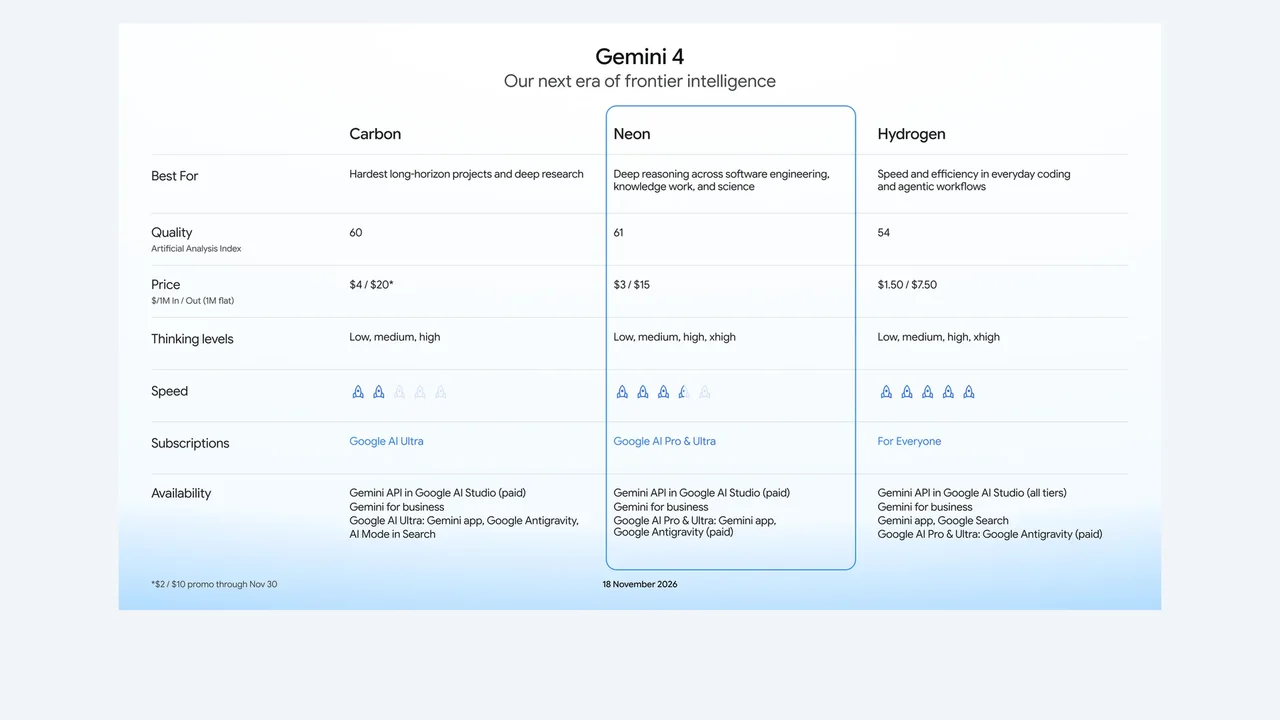 Gemini 4
Our next era of frontier intelligence
Carbon
Neon
Hydrogen
Best For
Hardest long-horizon projects and deep research
Deep reasoning across software engineering,
knowledge work, and science
Speed and efficiency in everyday coding
and agentic workflows
Quality
Artificial Analysis Index
60
61
54
Price
$/1M In / Out (1M flat)
$4 / $20*
$3 / $15
$1.50 / $7.50
Thinking levels
Low, medium, high
Low, medium, high, xhigh
Low, medium, high, xhigh
Speed
Subscriptions
Google AI Ultra
Google AI Pro & Ultra
For Everyone
Availability
Gemini API in Google AI Studio (paid)
Gemini for business
Google AI Ultra: Gemini app, Google Antigravity,
AI Mode in Search
Gemini API in Google AI Studio (paid)
Gemini for business
Google AI Pro & Ultra: Gemini app,
Google Antigravity (paid)
Gemini API in Google AI Studio (all tiers)
Gemini for business
Gemini app, Google Search
Google AI Pro & Ultra: Google Antigravity (paid)
*$2 / $10 promo through Nov 30
18 November 2026